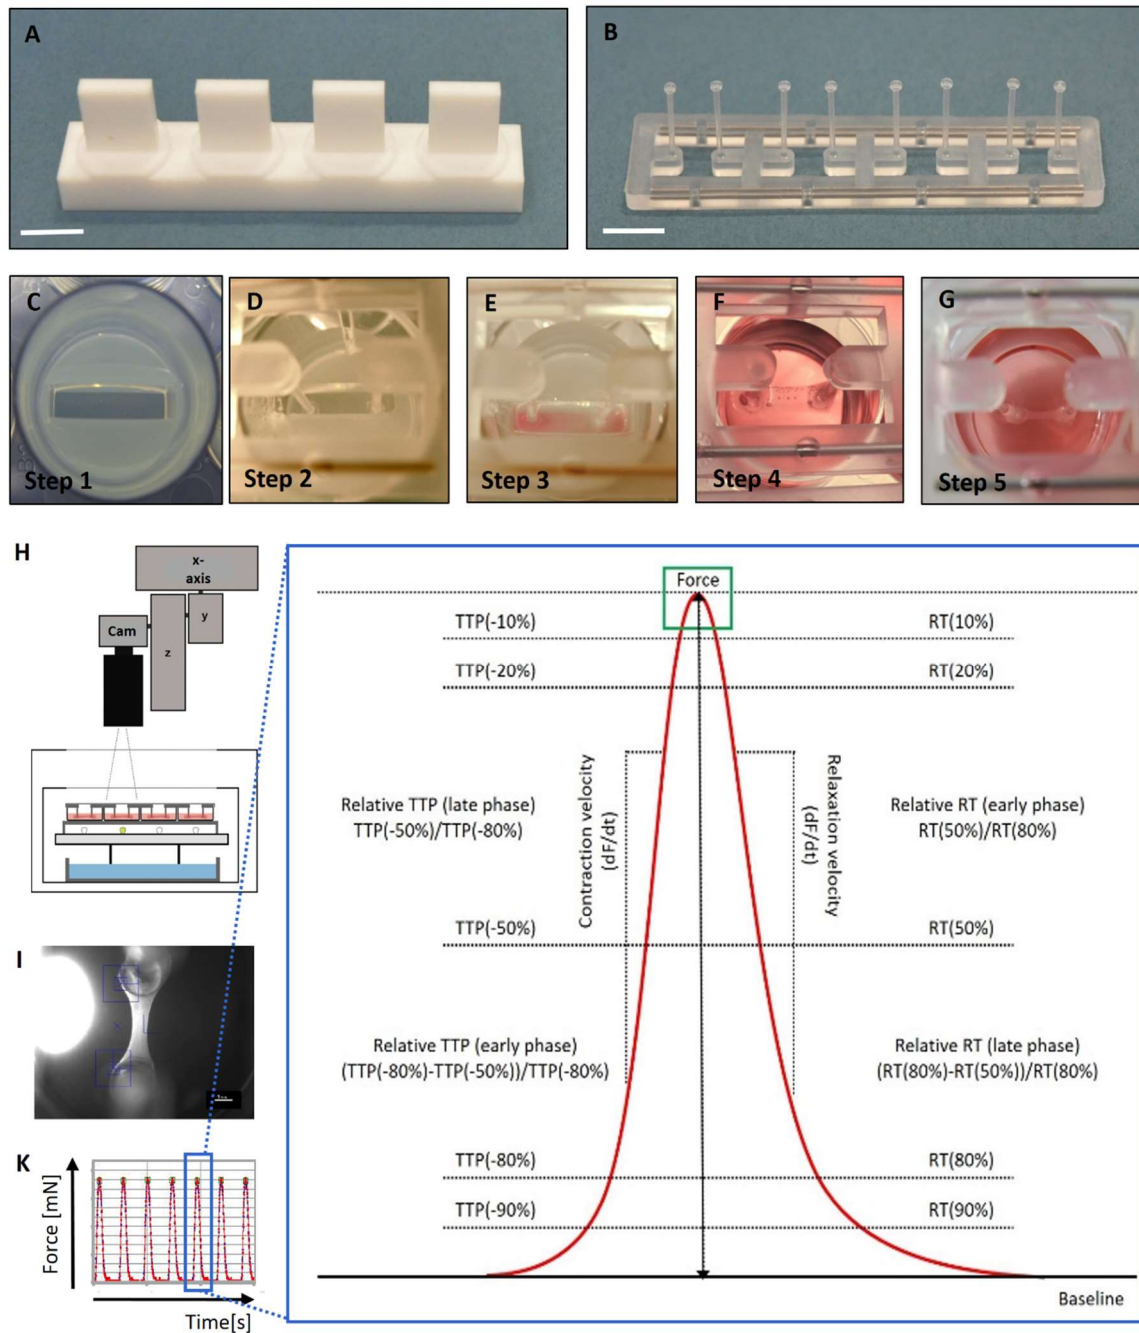 A
B
C
Step 1
D
Step 2
E
Step 3
F
Step 4
G
Step 5
H
x-
axis
y
Cam
z
I
K
Force [mN]
Time[s]
Force
TTP(-10%)
RT(10%)
TTP(-20%)
RT(20%)
Contraction velocity
(dF/dt)
Relaxation velocity
(dF/dt)
Relative TTP (late phase)
TTP(-50%)/TTP(-80%)
Relative RT (early phase)
RT(50%)/RT(80%)
TTP(-50%)
RT(50%)
Relative TTP (early phase)
(TTP(-80%)-TTP(-50%))/TTP(-80%)
Relative RT (late phase)
(RT(80%)-RT(50%))/RT(80%)
TTP(-80%)
RT(80%)
TTP(-90%)
RT(90%)
Baseline